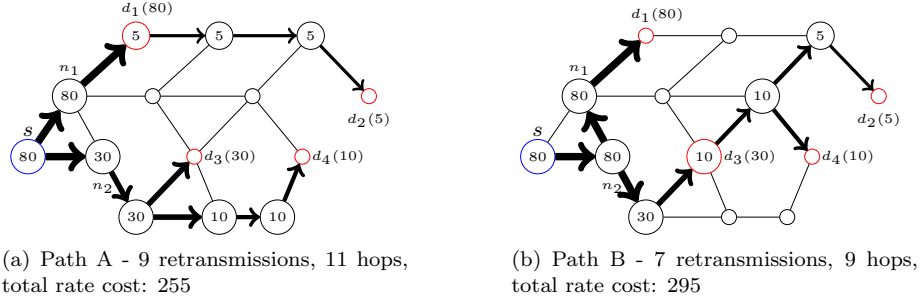 d1(80)
5
5
5
n1
80
d2(5)
s
80
30
d3(30)
d4(10)
n2
30
10
10
(a) Path A - 9 retransmissions, 11 hops,
total rate cost: 255
d1(80)
5
n1
80
10
d2(5)
s
80
80
10
d3(30)
d4(10)
n2
30
(b) Path B - 7 retransmissions, 9 hops,
total rate cost: 295